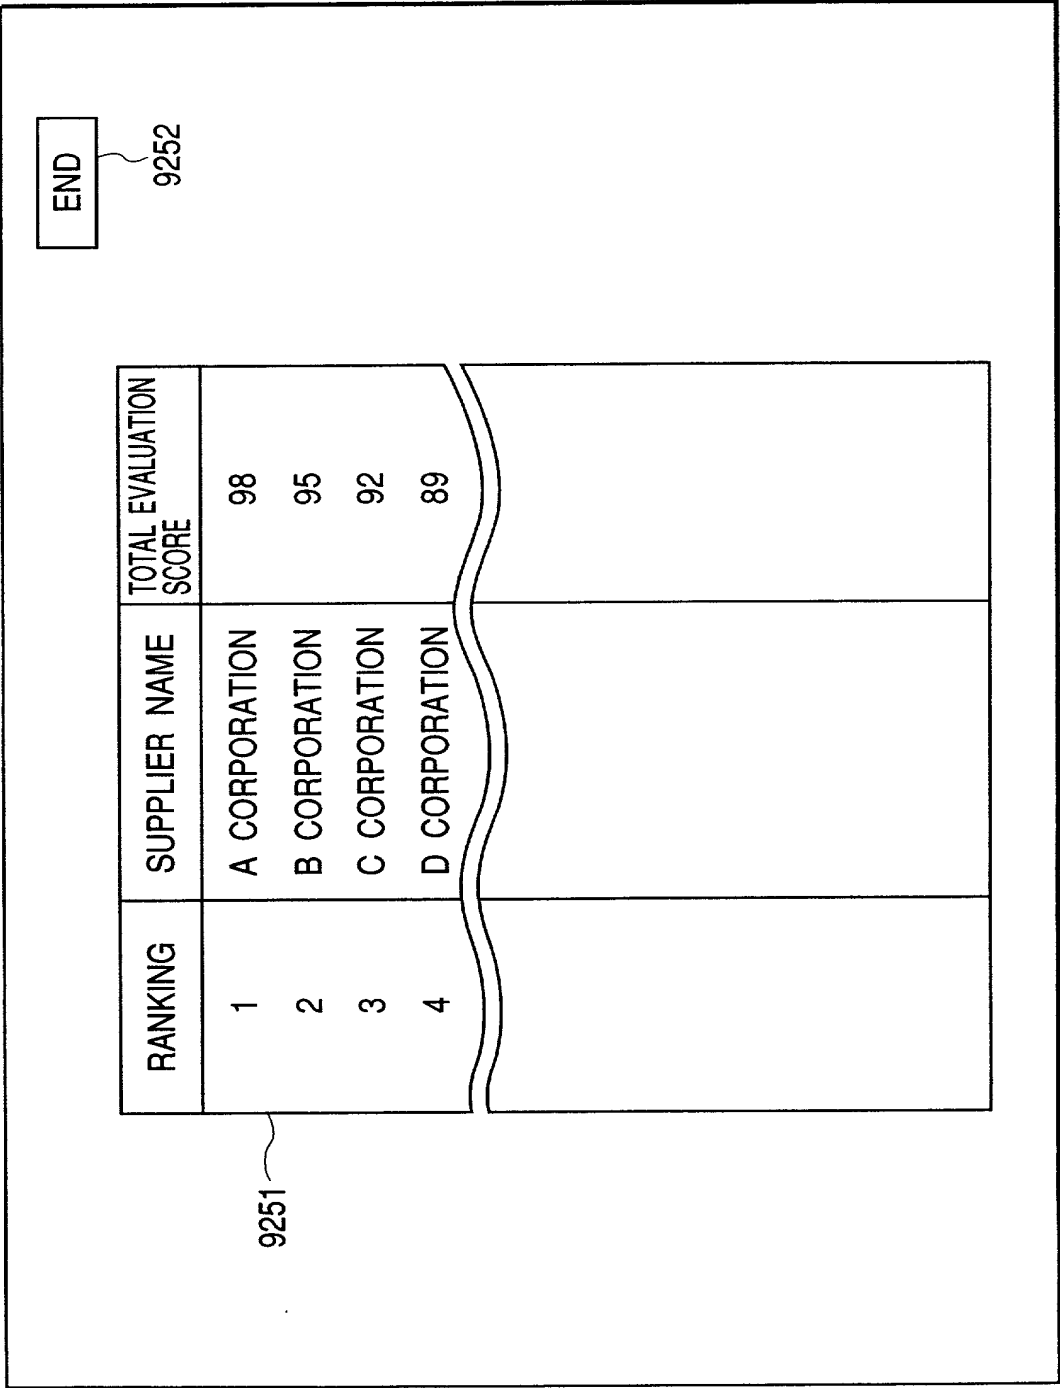 END
9252
RANKING SUPPLIER NAME TOTAL EVALUATION
SCORE
1 A CORPORATION 98
2 B CORPORATION 95
3 C CORPORATION 92
4 D CORPORATION 89
9251